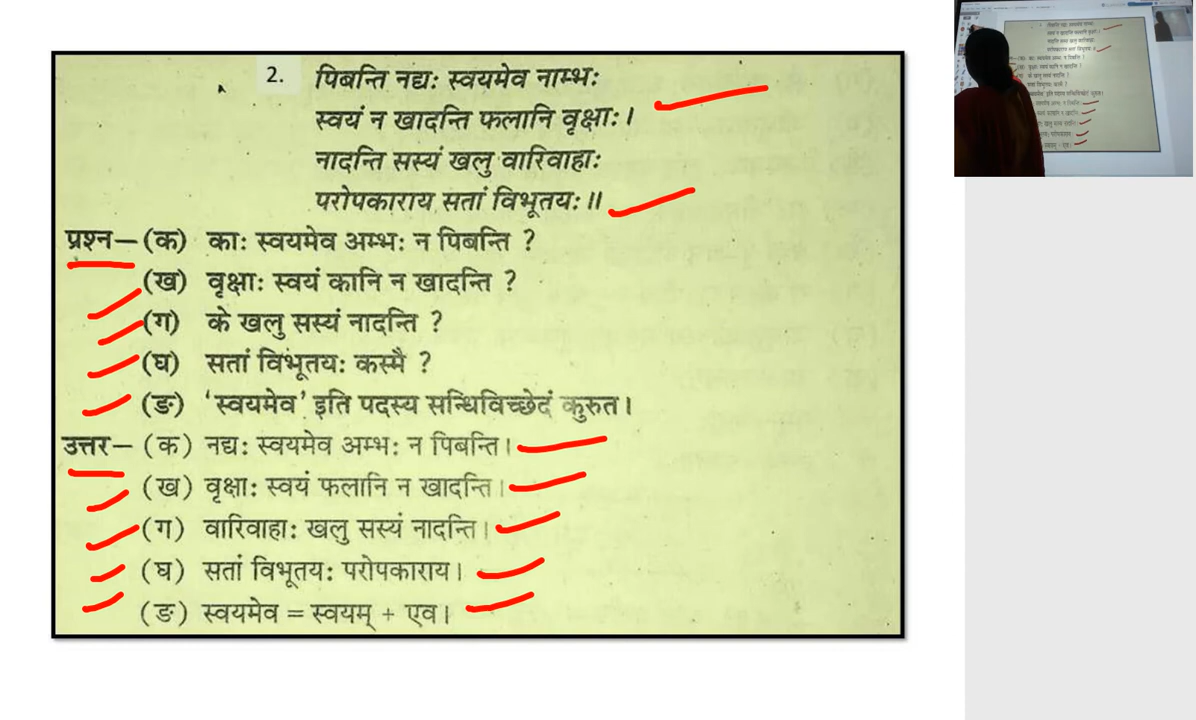 2. पिबन्ति नद्यः स्वयमेव नाम्भः
स्वयं न खादन्ति फलानि वृक्षाः।
नादन्ति सस्यं खलु वारिवाहाः
परोपकाराय सतां विभूतयः॥
प्रश्न— (क) काः स्वयमेव अम्भः न पिबन्ति ?
(ख) वृक्षाः स्वयं कानि न खादन्ति ?
(ग) के खलु सस्यं नादन्ति ?
(घ) सतां विभूतयः कस्मै ?
(ङ) 'स्वयमेव' इति पदस्य सन्धिविच्छेदं कुरुत।
उत्तर— (क) नद्यः स्वयमेव अम्भः न पिबन्ति।
(ख) वृक्षाः स्वयं फलानि न खादन्ति।
(ग) वारिवाहाः खलु सस्यं नादन्ति।
(घ) सतां विभूतयः परोपकाराय।
(ङ) स्वयमेव = स्वयम् + एव।